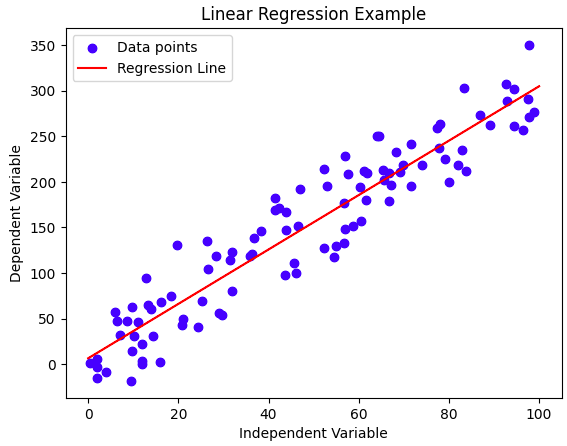 Linear Regression Example
Data points
Regression Line
350
300
250
200
150
100
50
0
Dependent Variable
0 20 40 60 80 100
Independent Variable